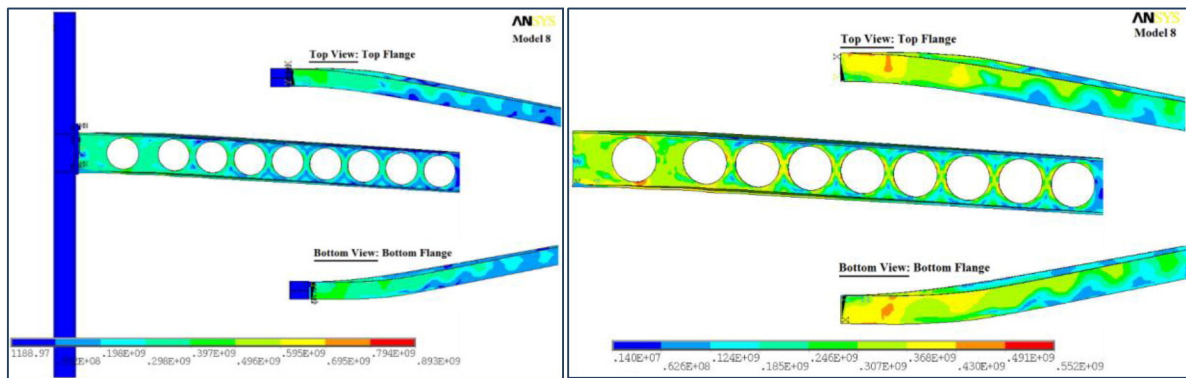 ANSYS
Model 8
Top View: Top Flange
Bottom View: Bottom Flange
1188.97 .198E+09 .397E+09 .595E+09 .794E+09
.298E+09 .496E+09 .695E+09 .893E+09
ANSYS
Model 8
Top View: Top Flange
Bottom View: Bottom Flange
.140E+07 .124E+09 .246E+09 .368E+09 .491E+09
.626E+08 .185E+09 .307E+09 .430E+09 .552E+09